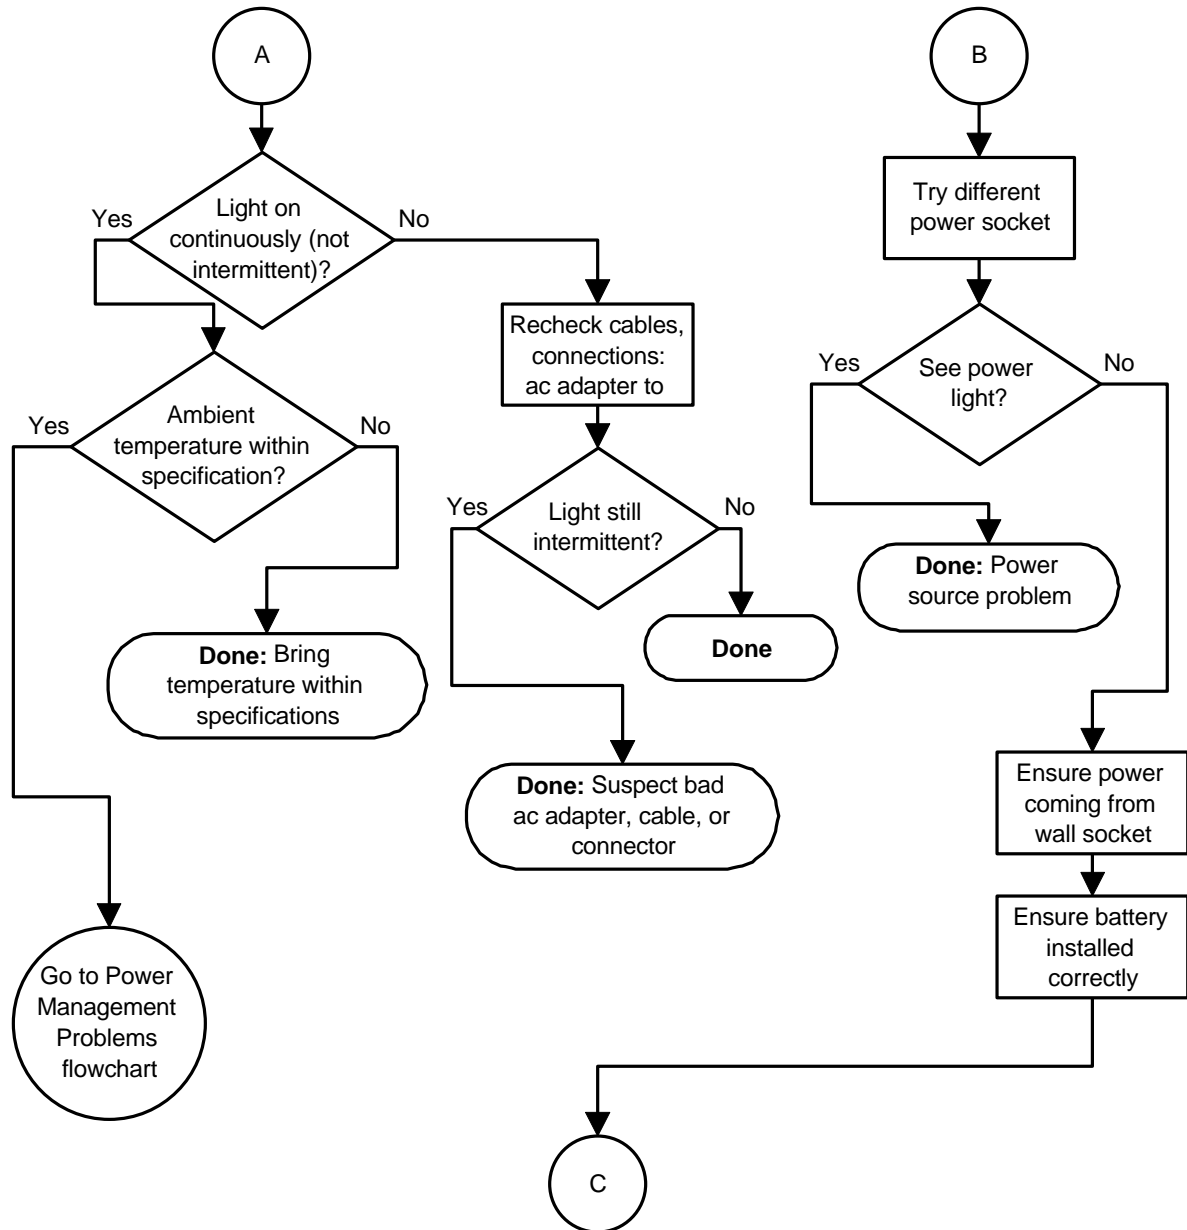 A
Light on
continuously (not
intermittent)?
Yes
No
Ambient
temperature within
specification?
Yes
No
Done: Bring
temperature within
specifications
Go to Power
Management
Problems
flowchart
Recheck cables,
connections:
ac adapter to
Light still
intermittent?
Yes
No
Done
Done: Suspect bad
ac adapter, cable, or
connector
B
Try different
power socket
See power
light?
Yes
No
Done: Power
source problem
Ensure power
coming from
wall socket
Ensure battery
installed
correctly
C